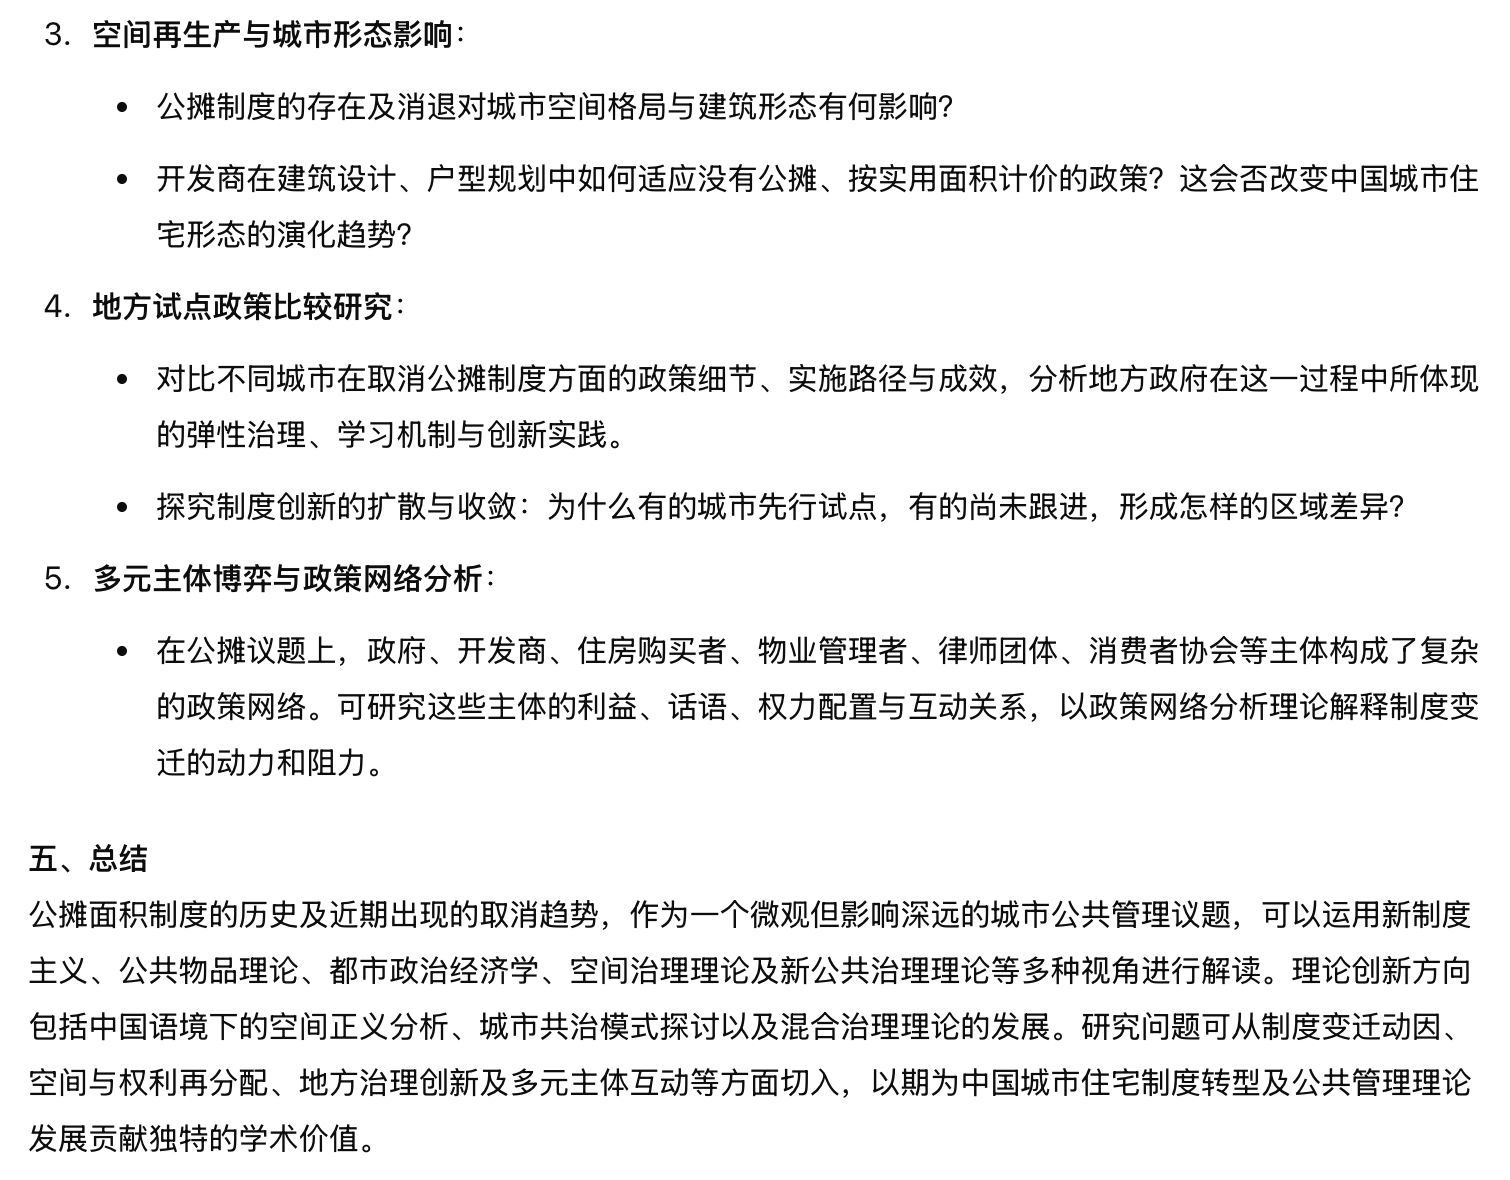 3. 空间再生产与城市形态影响：
• 公摊制度的存在及消退对城市空间格局与建筑形态有何影响？
• 开发商在建筑设计、户型规划中如何适应没有公摊、按实用面积计价的政策？这会否改变中国城市住
宅形态的演化趋势？
4. 地方试点政策比较研究：
• 对比不同城市在取消公摊制度方面的政策细节、实施路径与成效，分析地方政府在这一过程中所体现
的弹性治理、学习机制与创新实践。
• 探究制度创新的扩散与收敛：为什么有的城市先行试点，有的尚未跟进，形成怎样的区域差异？
5. 多元主体博弈与政策网络分析：
• 在公摊议题上，政府、开发商、住房购买者、物业管理者、律师团体、消费者协会等主体构成了复杂
的政策网络。可研究这些主体的利益、话语、权力配置与互动关系，以政策网络分析理论解释制度变
迁的动力和阻力。
五、总结
公摊面积制度的历史及近期出现的取消趋势，作为一个微观但影响深远的城市公共管理议题，可以运用新制度
主义、公共物品理论、都市政治经济学、空间治理理论及新公共治理理论等多种视角进行解读。理论创新方向
包括中国语境下的空间正义分析、城市共治模式探讨以及混合治理理论的发展。研究问题可从制度变迁动因、
空间与权利再分配、地方治理创新及多元主体互动等方面切入，以期为中国城市住宅制度转型及公共管理理论
发展贡献独特的学术价值。